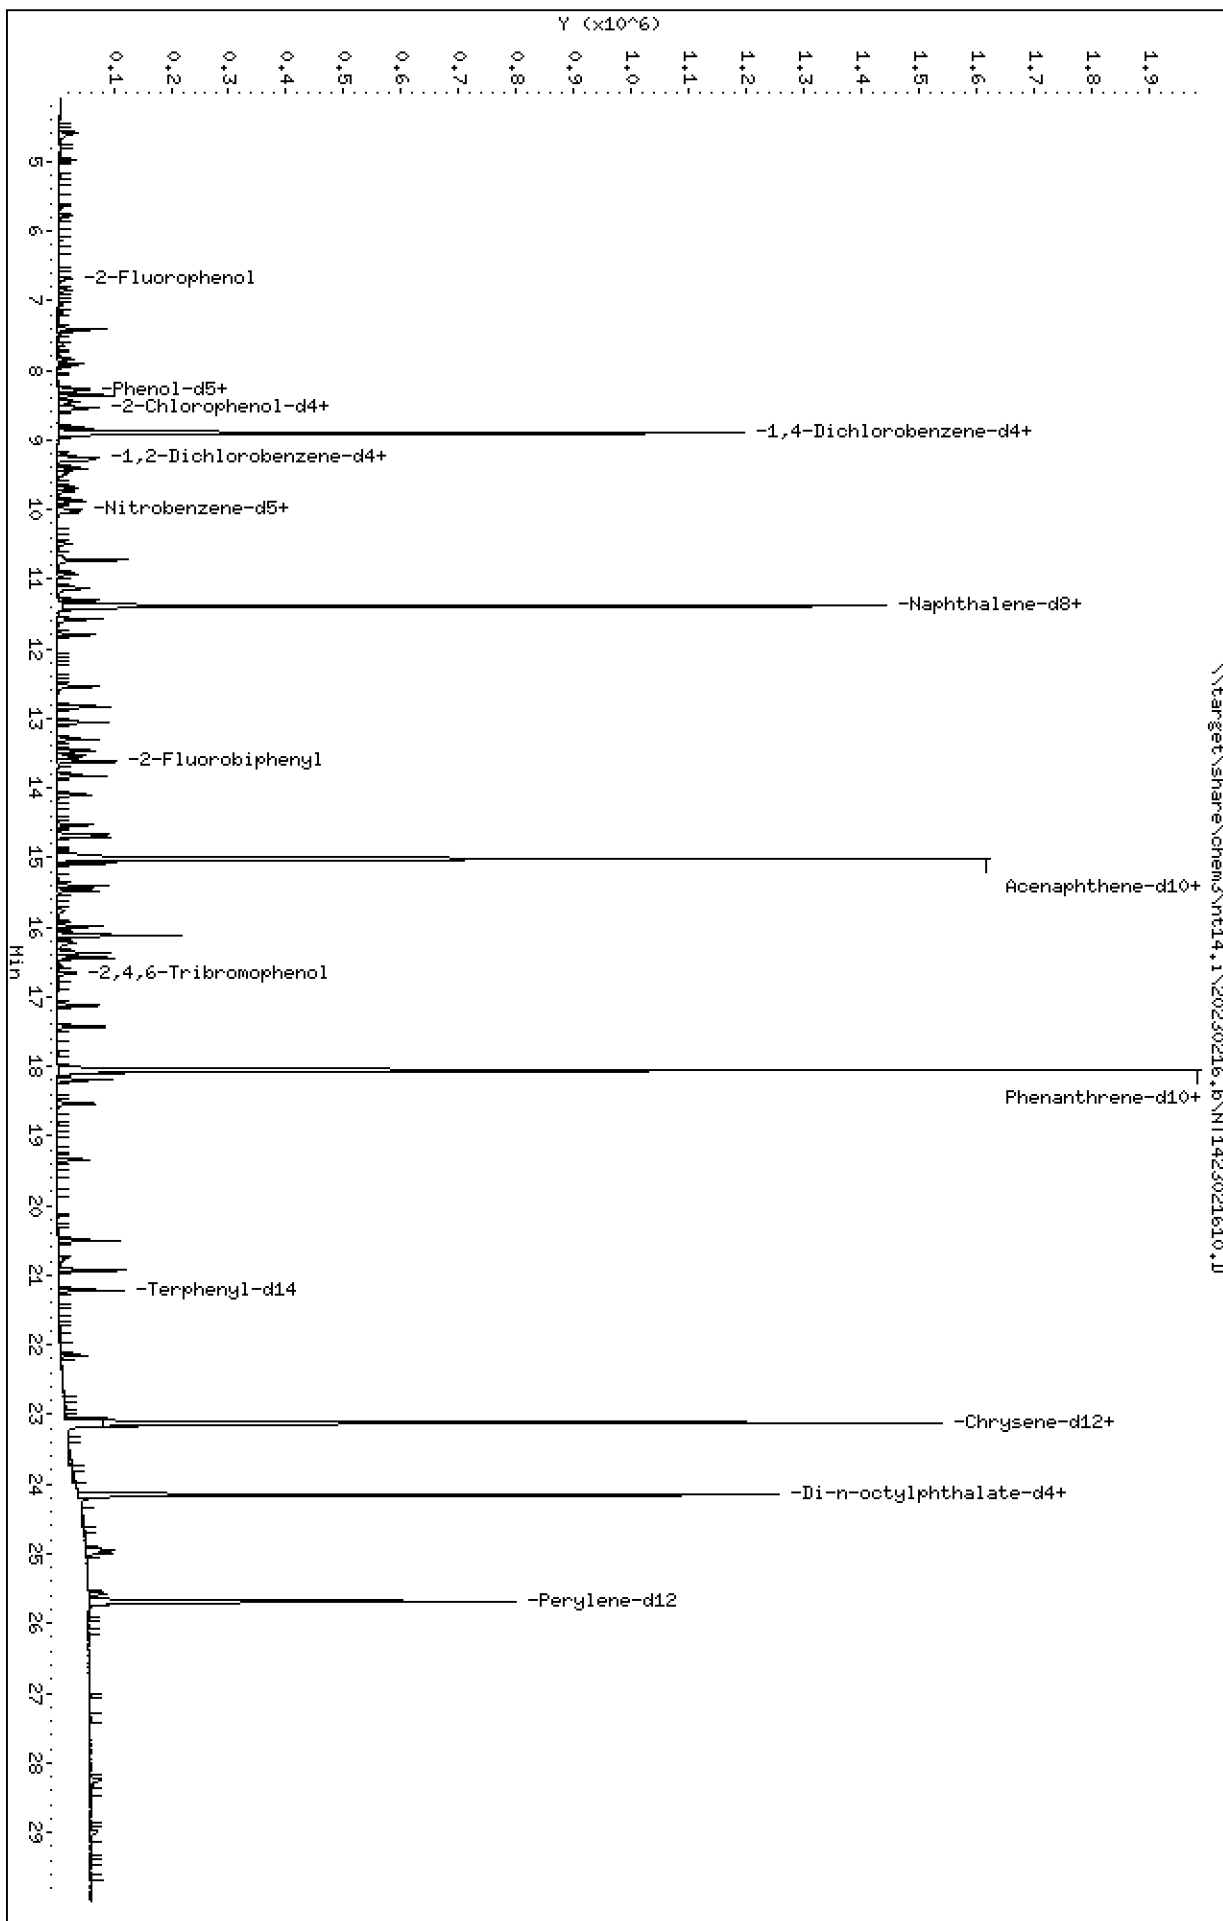 Y (x10^6)
0.1
0.2
0.3
0.4
0.5
0.6
0.7
0.8
0.9
1.0
1.1
1.2
1.3
1.4
1.5
1.6
1.7
1.8
1.9
5
6
7
8
9
10
11
12
13
14
15
16
17
18
19
20
21
22
23
24
25
26
27
28
29
Min
-2-Fluorophenol
-Phenol-d5+
-2-Chlorophenol-d4+
-1,4-Dichlorobenzene-d4+
-1,2-Dichlorobenzene-d4+
-Nitrobenzene-d5+
-Naphthalene-d8+
-2-Fluorobiphenyl
Acenaphthene-d10+
-2,4,6-Tribromophenol
Phenanthrene-d10+
-Terphenyl-d14
-Chrysene-d12+
-Di-n-octylphthalate-d4+
-Perylene-d12
\\target\share\chem3\nt14.i\20230216.b\NT1423021610.D